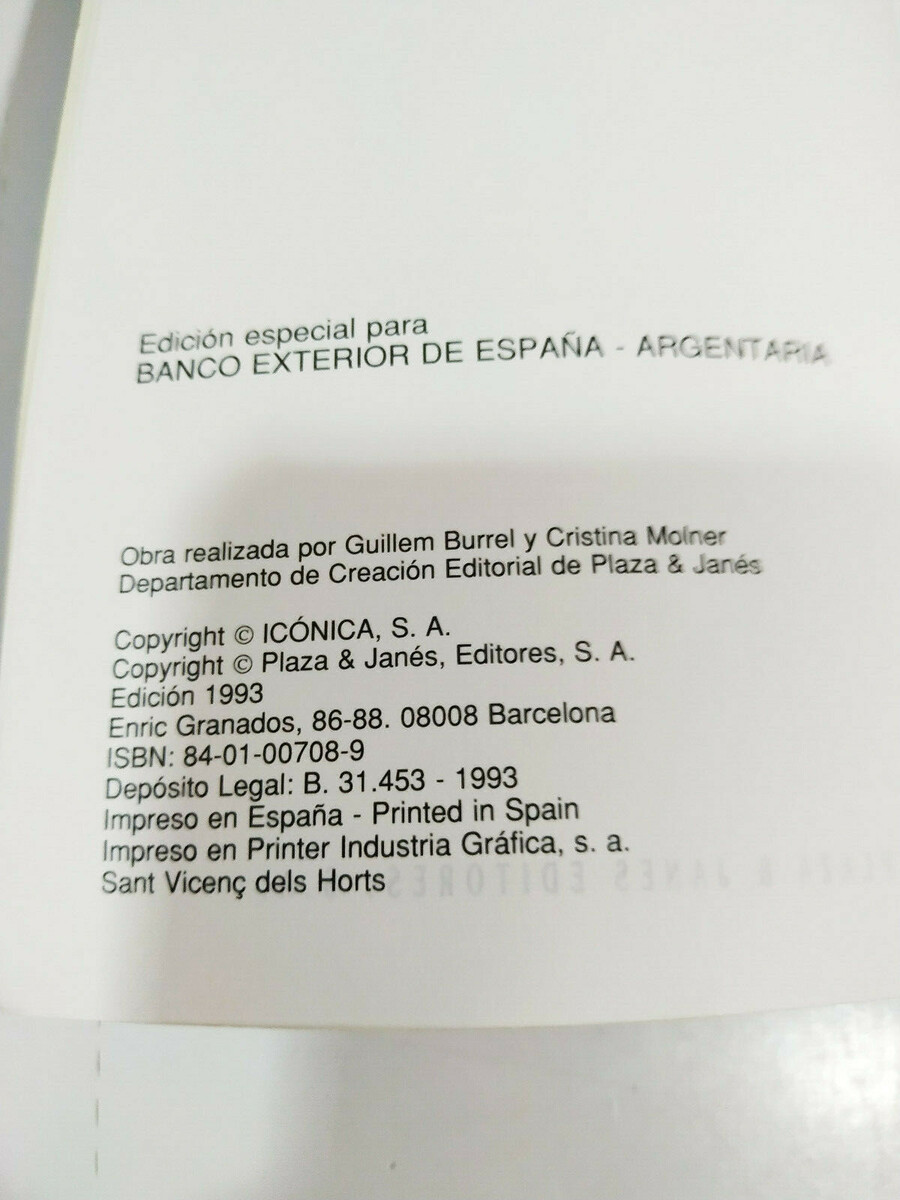 Edición especial para
BANCO EXTERIOR DE ESPAÑA - ARGENTARIA
Obra realizada por Guillem Burrel y Cristina Molner
Departamento de Creación Editorial de Plaza & Janés
Copyright © ICÓNICA, S. A.
Copyright © Plaza & Janés, Editores, S. A.
Edición 1993
Enric Granados, 86-88. 08008 Barcelona
ISBN: 84-01-00708-9
Depósito Legal: B. 31.453 - 1993
Impreso en España - Printed in Spain
Impreso en Printer Industria Gráfica, s. a.
Sant Vicenç dels Horts